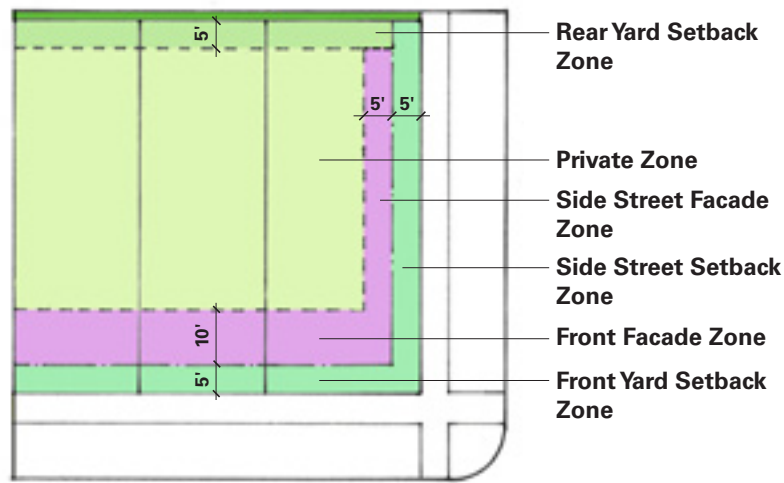 5'
Rear Yard Setback
Zone
5' 5'
Private Zone
Side Street Facade
Zone
Side Street Setback
Zone
10'
Front Facade Zone
5'
Front Yard Setback
Zone